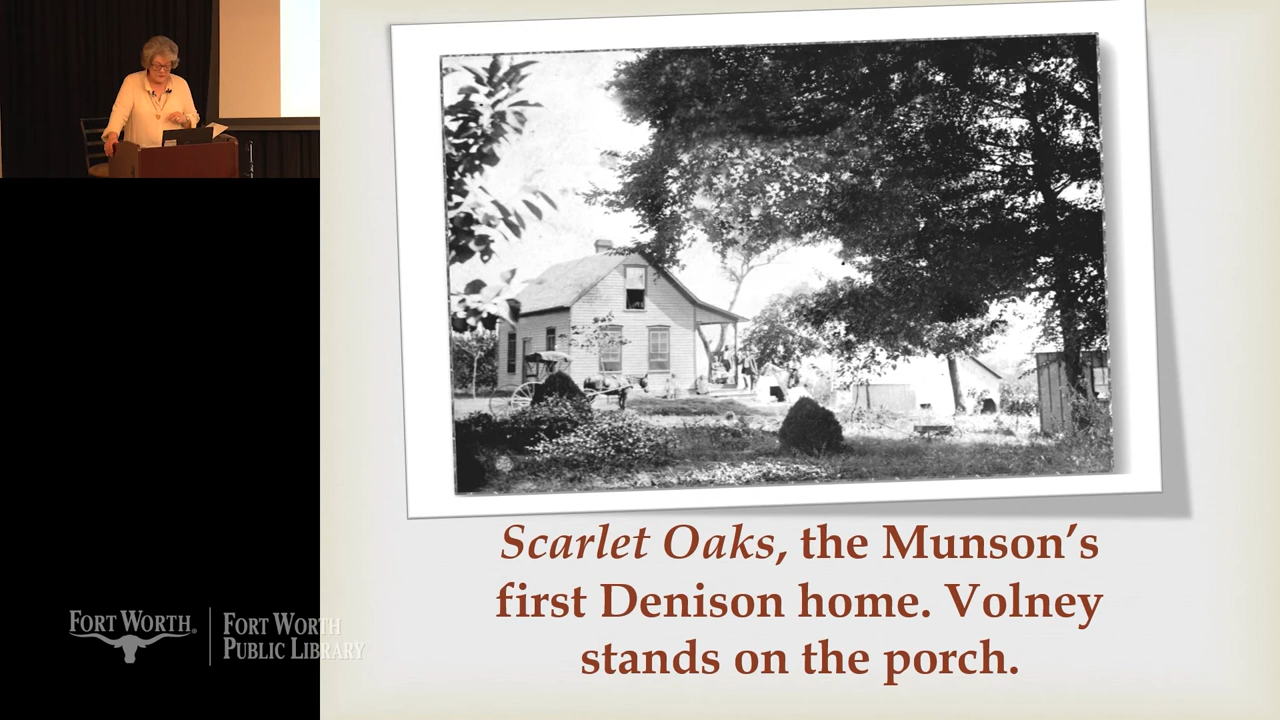 Scarlet Oaks, the Munson’s
first Denison home. Volney
stands on the porch.
FORT WORTH®
FORT WORTH
PUBLIC LIBRARY